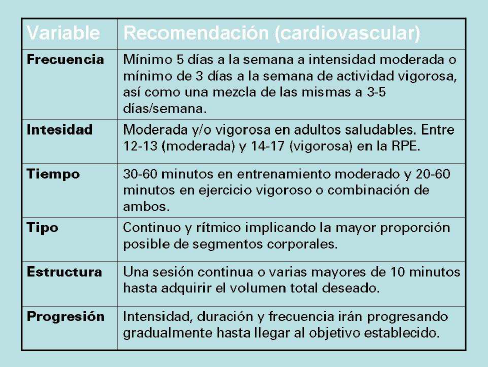 Variable Recomendación (cardiovascular)
Frecuencia Mínimo 5 días a la semana a intensidad moderada o
mínimo de 3 días a la semana de actividad vigorosa,
así como una mezcla de las mismas a 3-5
días/semana.
Intesidad Moderada y/o vigorosa en adultos saludables. Entre
12-13 (moderada) y 14-17 (vigorosa) en la RPE.
Tiempo 30-60 minutos en entrenamiento moderado y 20-60
minutos en ejercicio vigoroso o combinación de
ambos.
Tipo Continuo y rítmico implicando la mayor proporción
posible de segmentos corporales.
Estructura Una sesión continua o varias mayores de 10 minutos
hasta adquirir el volumen total deseado.
Progresión Intensidad, duración y frecuencia irán progresando
gradualmente hasta llegar al objetivo establecido.